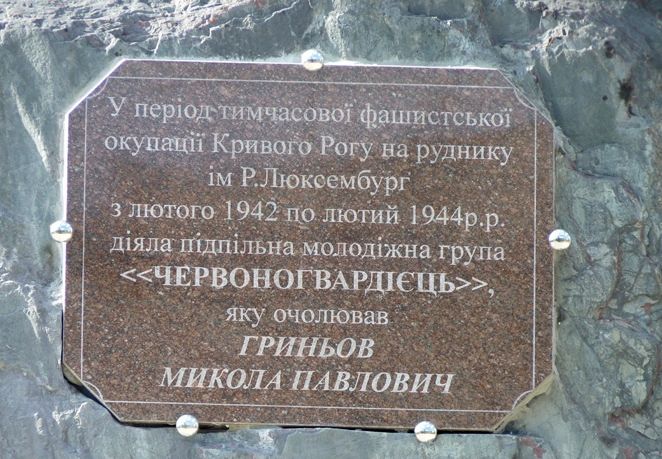 У період тимчасової фашистської
окупації Кривого Рогу на руднику
ім Р.Люксембург
з лютого 1942 по лютий 1944р.р.
діяла підпільна молодіжна група
<<ЧЕРВОНОГВАРДІЄЦЬ>>,
яку очолював
ГРИНЬОВ
МИКОЛА ПАВЛОВИЧ